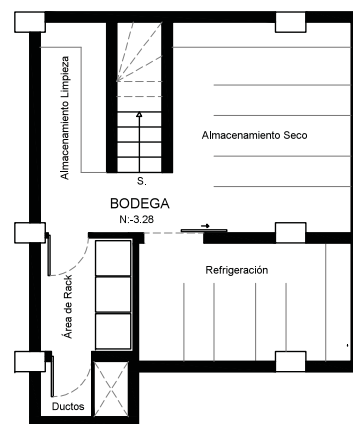 Almacenamiento Limpieza
Almacenamiento Seco
S.
BODEGA
N:-3.28
Refrigeración
Área de Rack
Ductos